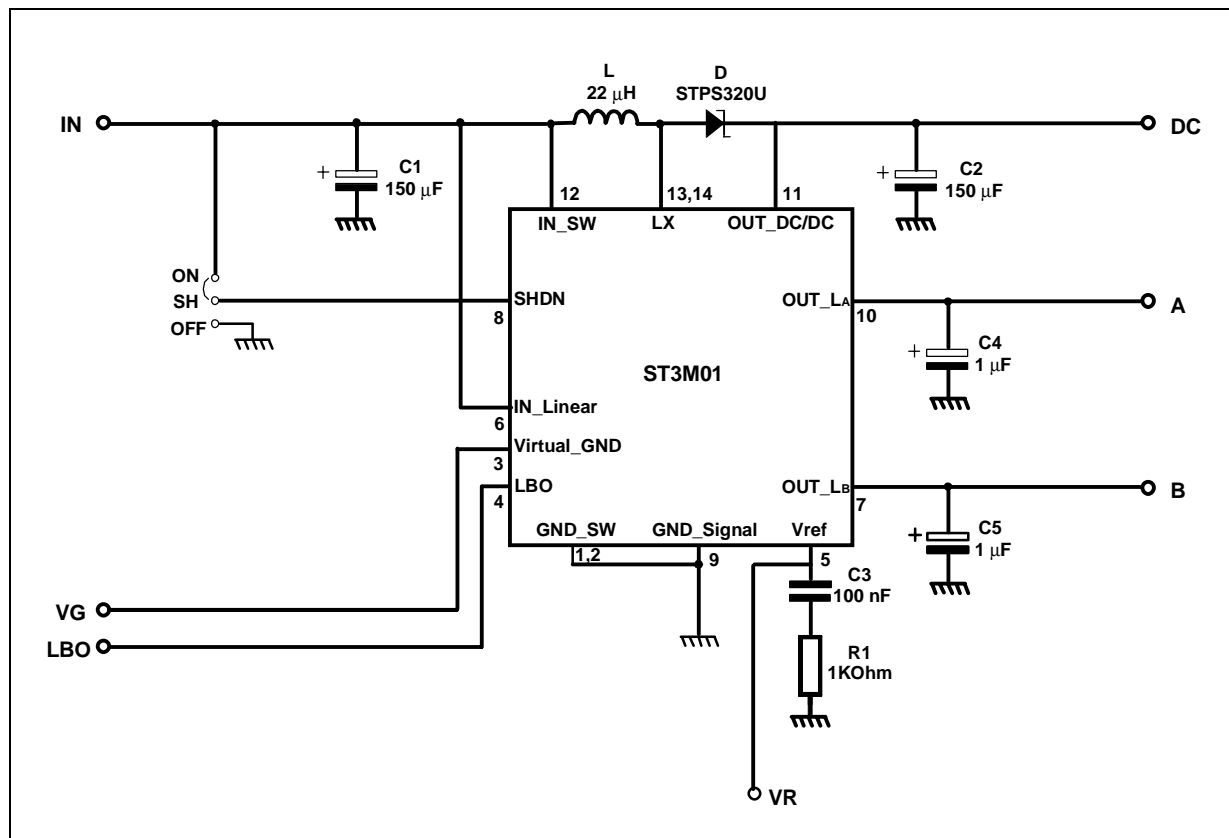 L
22 µH
D
STPS320U
IN
DC
+
C1
150 µF
+
C2
150 µF
12
13,14
11
IN_SW
LX
OUT_DC/DC
ON
SH
OFF
SHDN
8
OUT_LA
10
A
+
C4
1 µF
ST3M01
IN_Linear
6
Virtual_GND
3
LBO
4
OUT_LB
7
B
+
C5
1 µF
GND_SW
GND_Signal
Vref
1,2
9
5
C3
100 nF
VG
LBO
R1
1KOhm
VR